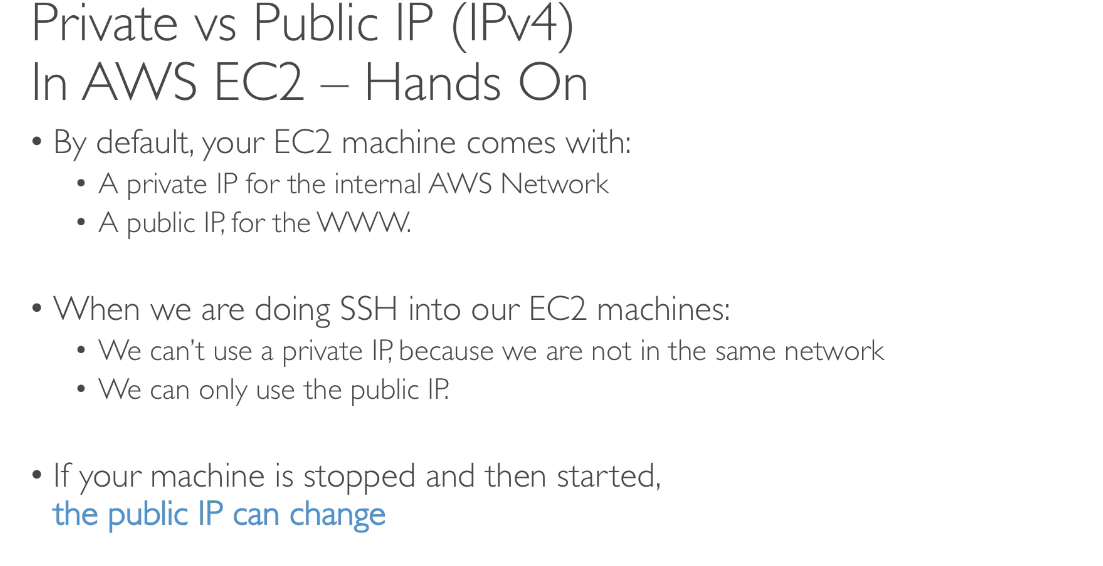 Private vs Public IP (IPv4)
In AWS EC2 – Hands On
• By default, your EC2 machine comes with:
• A private IP for the internal AWS Network
• A public IP, for the WWW.
• When we are doing SSH into our EC2 machines:
• We can't use a private IP, because we are not in the same network
• We can only use the public IP.
• If your machine is stopped and then started,
the public IP can change